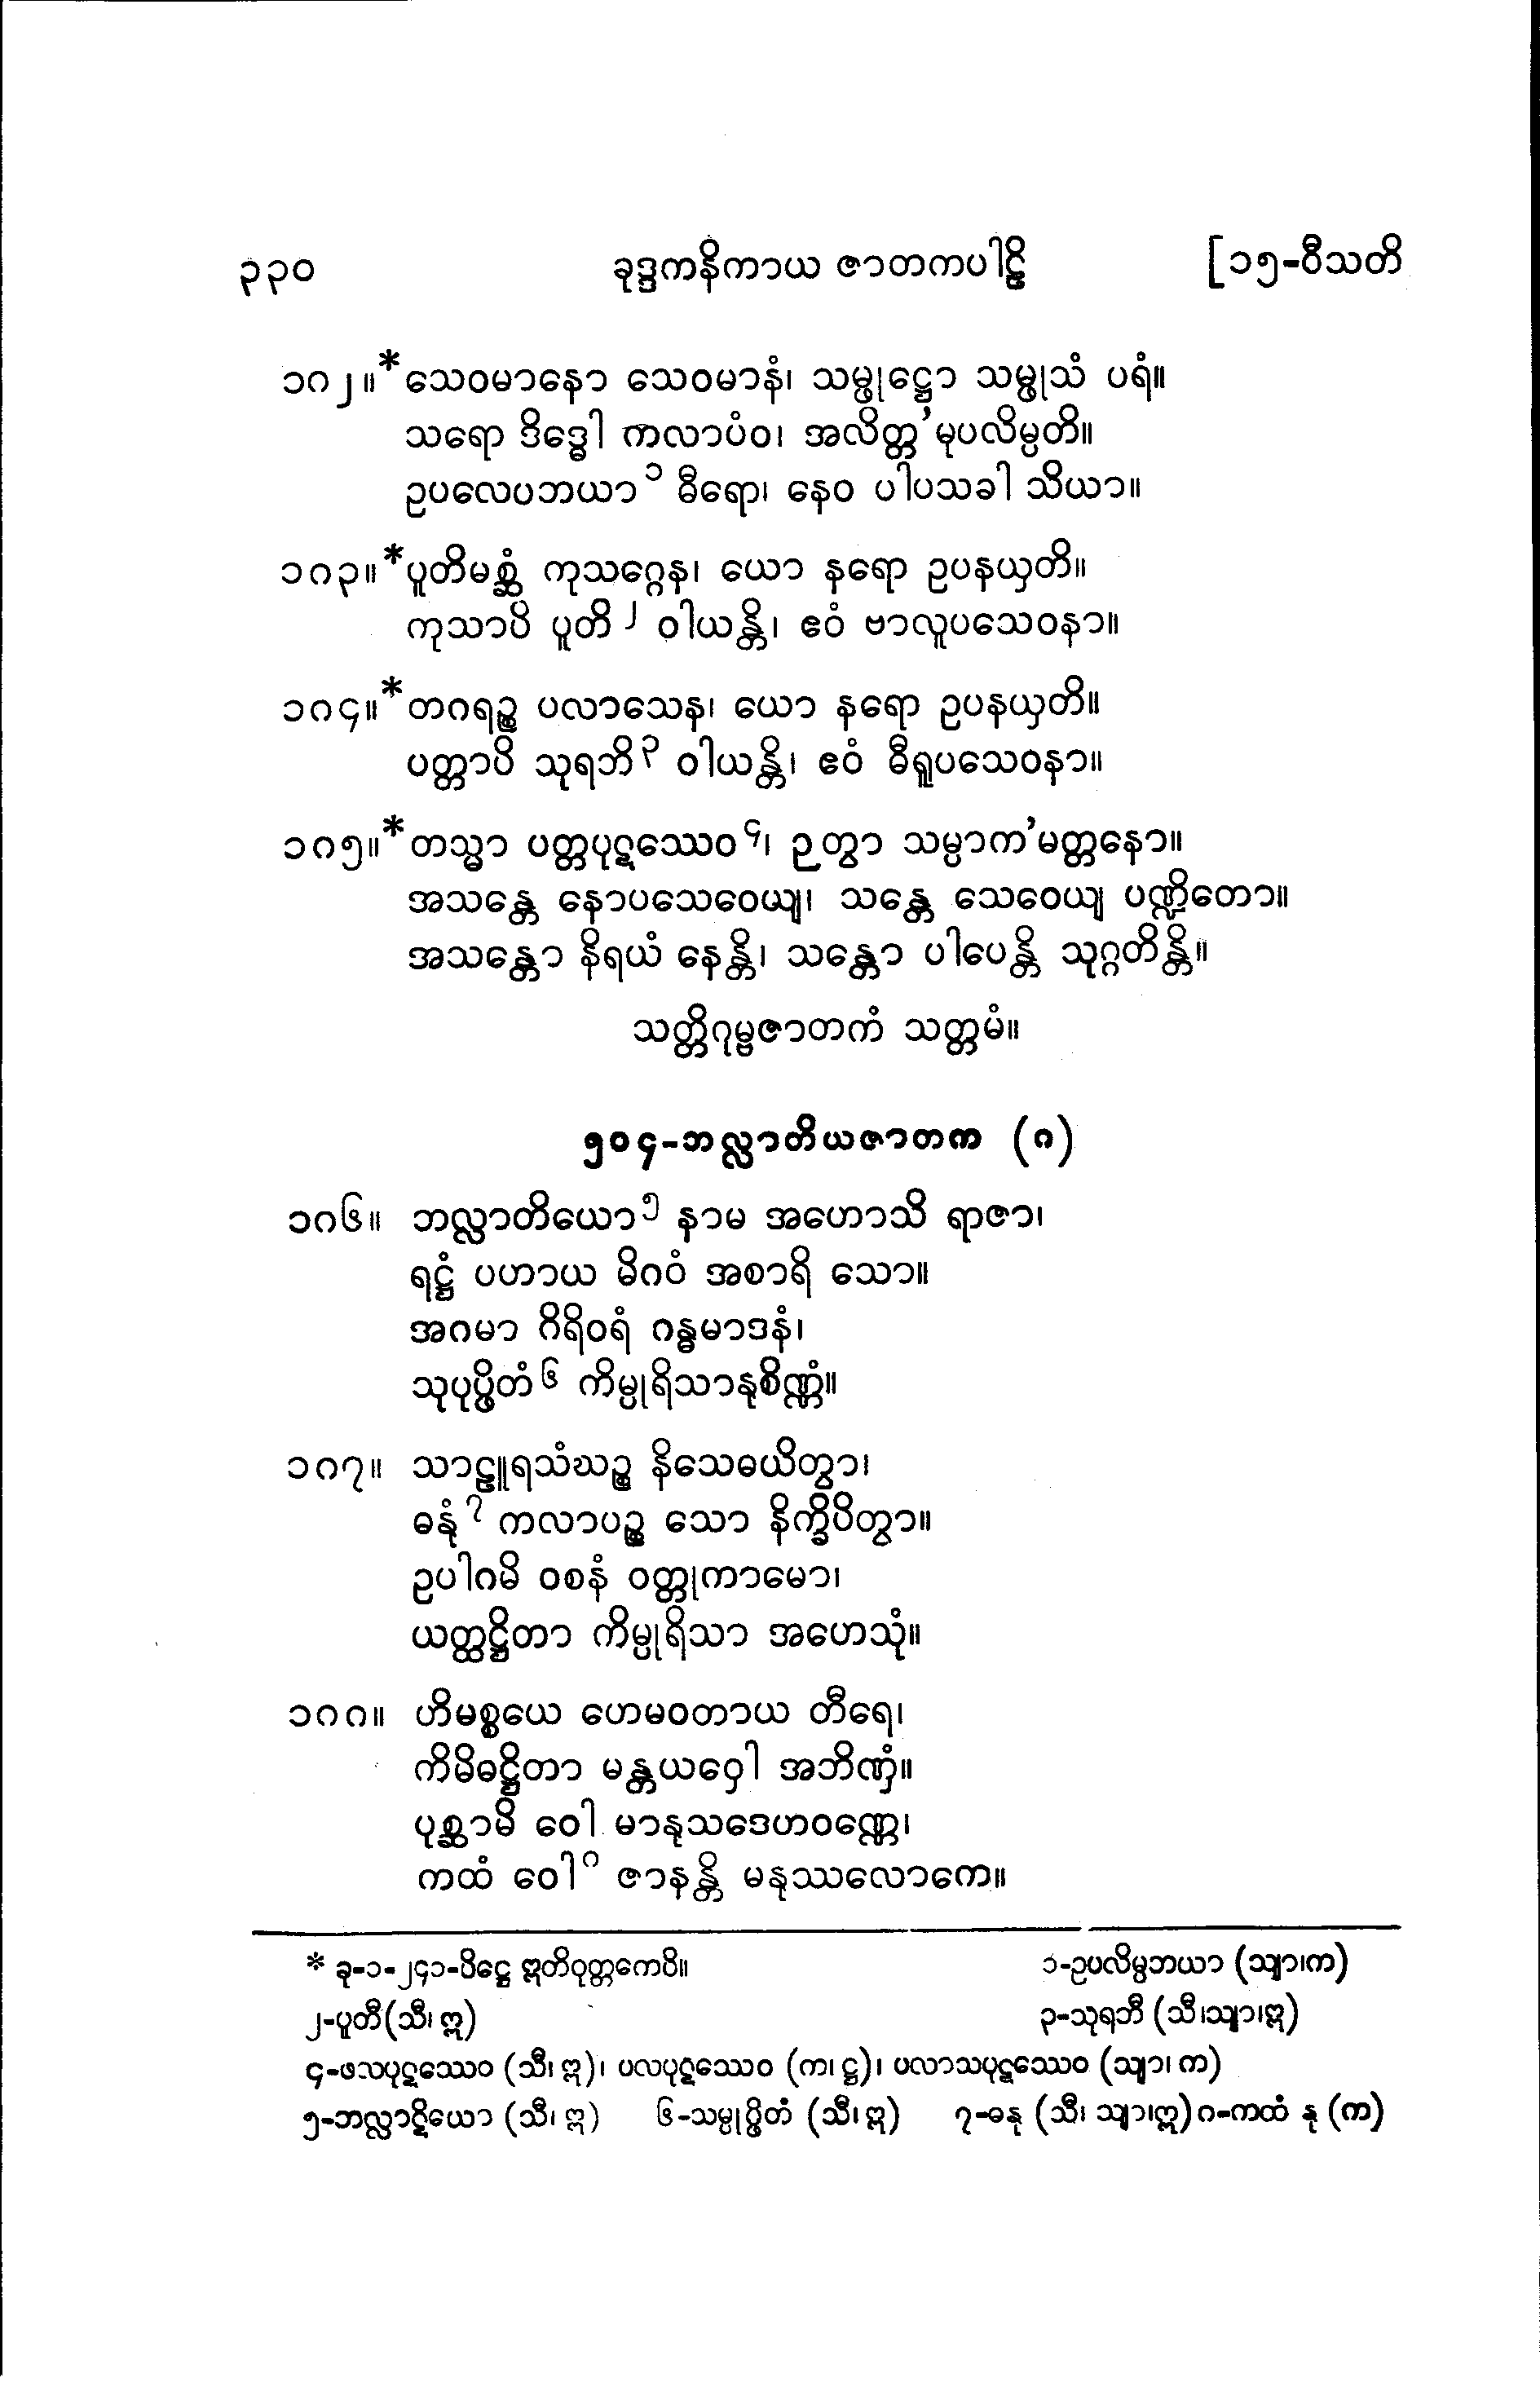 ၃၃၀ ခုဒ္ဒကနိကာယ ဇာတကပါဠိ [၁၅-ဝီသတိ
၁၈၂။*သေဝမာနော သေဝမာနံ၊ သမ္ဖုဋ္ဌော သမ္ဖုသံ ပရံ။
သရော ဒိဒ္ဓေါ ကလာပံဝ၊ အလိတ္တ’မုပလိမ္ပတိ။
ဥပလေပဘယာ၁ ဓီရော၊ နေဝ ပါပသခါ သိယာ။
၁၈၃။*ပူတိမစ္ဆံ ကုသဂ္ဂေန၊ ယော နရော ဥပနယှတိ။
ကုသာပိ ပူတိ၂ ဝါယန္တိ၊ ဧဝံ ဗာလူပသေဝနာ။
၁၈၄။*တဂရဉ္စ ပလာသေန၊ ယော နရော ဥပနယှတိ။
ပတ္တာပိ သုရဘိ၃ ဝါယန္တိ၊ ဧဝံ ဓီရူပသေဝနာ။
၁၈၅။*တသ္မာ ပတ္တပုဋဿေဝ၄၊ ဉတွာ သမ္ပာက’မတ္တနော။
အသန္တေ နောပသေဝေယျ၊ သန္တေ သေဝေယျ ပဏ္ဍိတော။
အသန္တော နိရယံ နေန္တိ၊ သန္တော ပါပေန္တိ သုဂ္ဂတိန္တိ။
သတ္တိဂုမ္ဗဇာတကံ သတ္တမံ။
၅၀၄-ဘလ္လာတိယဇာတက (၈)
၁၈၆။ ဘလ္လာတိယော၅ နာမ အဟောသိ ရာဇာ၊
ရဋ္ဌံ ပဟာယ မိဂဝံ အစာရိ သော။
အဂမာ ဂိရိဝရံ ဂန္ဓမာဒနံ၊
သုပုပ္ဖိတံ၆ ကိမ္ပုရိသာနုစိဏ္ဏံ။
၁၈၇။ သာဠူရသံဃဉ္စ နိသေဓယိတွာ၊
ဓနုံ၇ ကလာပဉ္စ သော နိက္ခိပိတွာ။
ဥပါဂမိ ဝစနံ ဝတ္တုကာမော၊
ယတ္ထဋ္ဌိတာ ကိမ္ပုရိသာ အဟေသုံ။
၁၈၈။ ဟိမစ္စယေ ဟေမဝတာယ တီရေ၊
ကိမိဓဋ္ဌိတာ မန္တယဝှေါ အဘိဏှံ။
ပုစ္ဆာမိ ဝေါ မာနုသဒေဟဝဏ္ဏေ၊
ကထံ ဝေါ၈ ဇာနန္တိ မနုဿလောကေ။
* ခု-၁-၂၄၁-ပိဋ္ဌေ ဣတိဝုတ္တကေပိ။ ၁-ဥပလိမ္ပဘယာ (သျာ၊က)
၂-ပူတီ(သီ၊ ဣ) ၃-သုရဘီ (သီ၊သျာ၊ဣ)
၄-ဖလပုဋဿေဝ (သီ၊ ဣ)၊ ပလပုဋဿေဝ (က၊ ဋ္ဌ)၊ ပလာသပုဋဿေဝ (သျာ၊ က)
၅-ဘလ္လာဋိယော (သီ၊ ဣ) ၆-သမ္ပုပ္ဖိတံ (သီ၊ ဣ) ၇-ဓနု (သီ၊ သျာ၊ဣ) ၈-ကထံ နု (က)